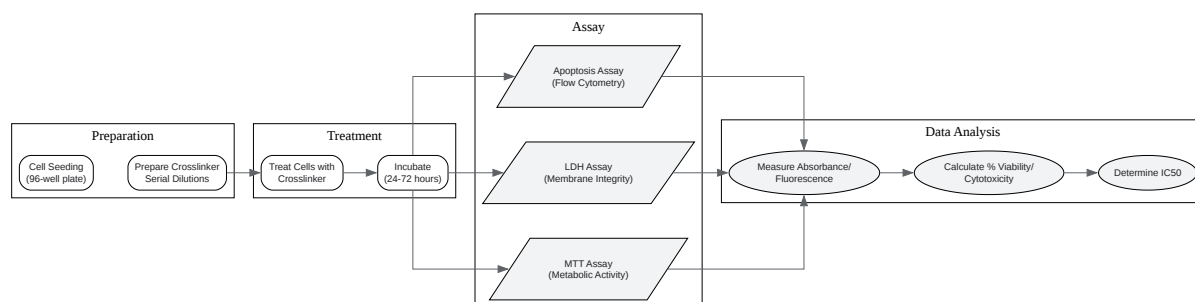 Preparation
Cell Seeding
(96-well plate)
Prepare Crosslinker
Serial Dilutions
Treatment
Treat Cells with
Crosslinker
Incubate
(24-72 hours)
Assay
Apoptosis Assay
(Flow Cytometry)
LDH Assay
(Membrane Integrity)
MTT Assay
(Metabolic Activity)
Data Analysis
Measure Absorbance/
Fluorescence
Calculate % Viability/
Cytotoxicity
Determine IC50